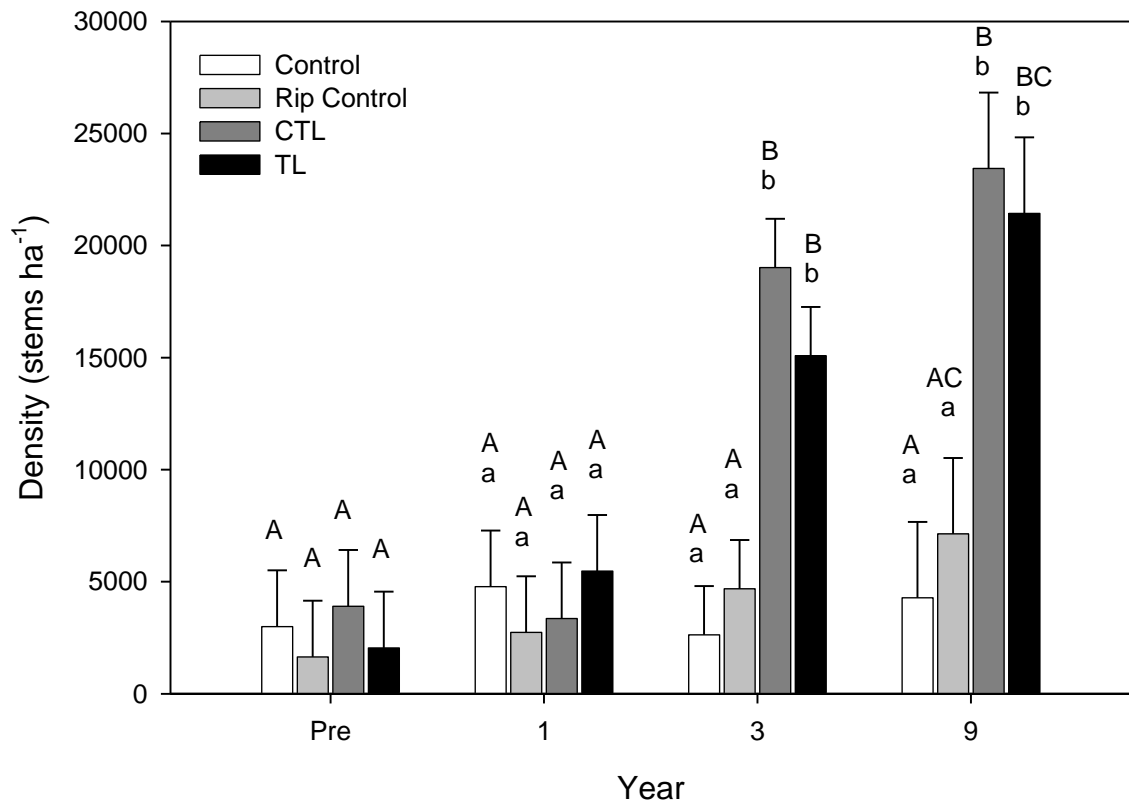 30000
25000
20000
15000
10000
5000
0
Density (stems ha-1)
Control
Rip Control
CTL
TL
A
A
A
A
A
a
A
a
A
a
A
a
A
a
A
a
B
b
B
b
A
a
AC
a
B
b
BC
b
Pre
1
3
9
Year